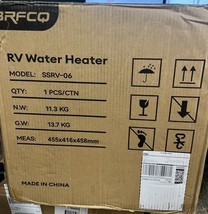 BRFCQ
RV Water Heater
MODEL: SSRV-06
QTY: 1 PCS/CTN
N.W: 11.3 KG
G.W: 13.7 KG
MEAS: 455x416x458mm
MADE IN CHINA